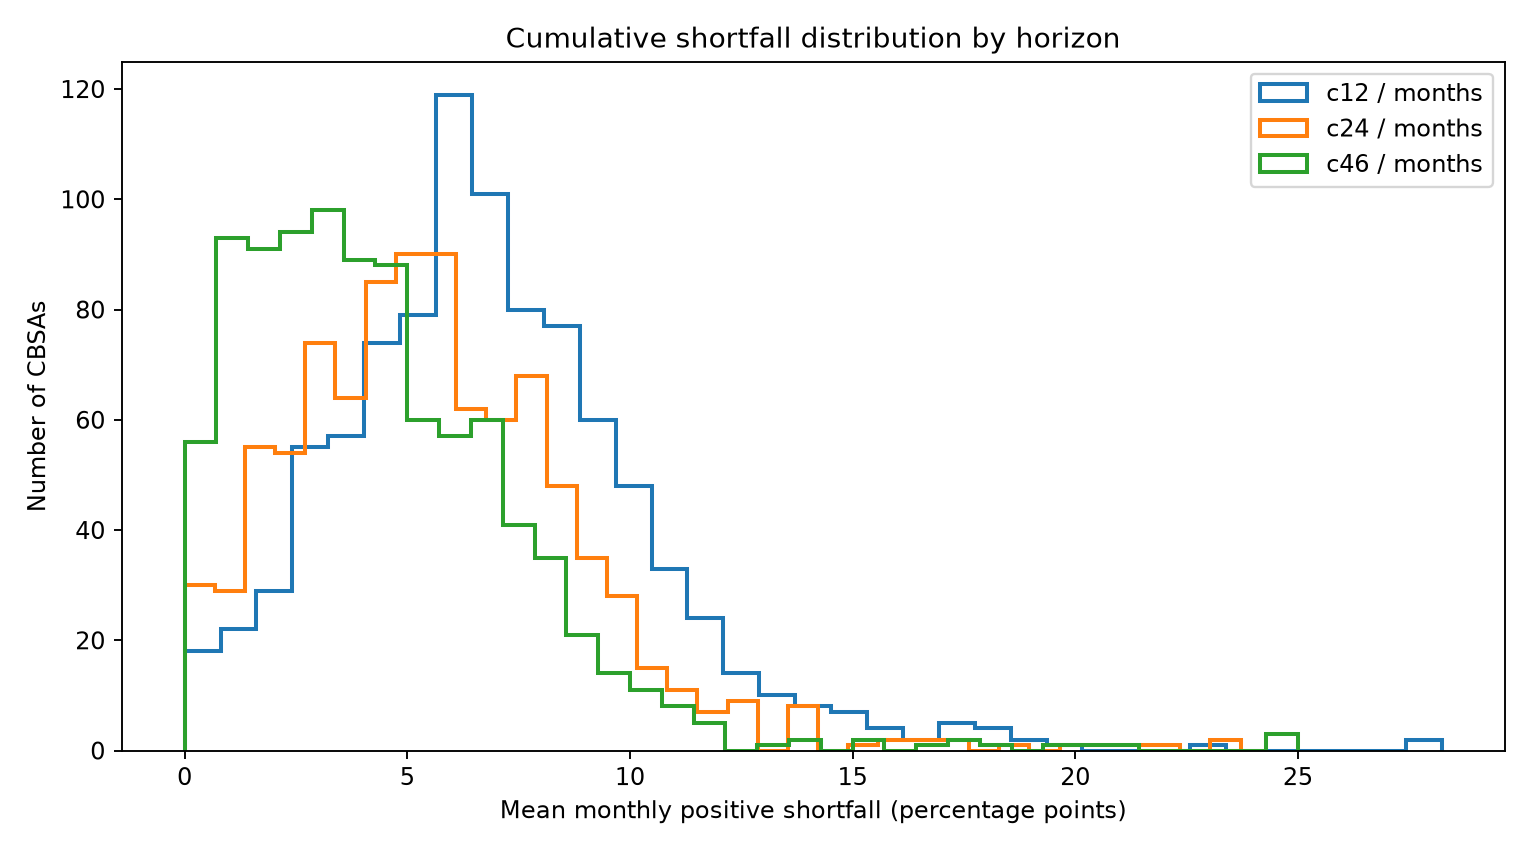 Cumulative shortfall distribution by horizon
c12 / months
c24 / months
c46 / months
Number of CBSAs
120
100
80
60
40
20
0
0 5 10 15 20 25
Mean monthly positive shortfall (percentage points)